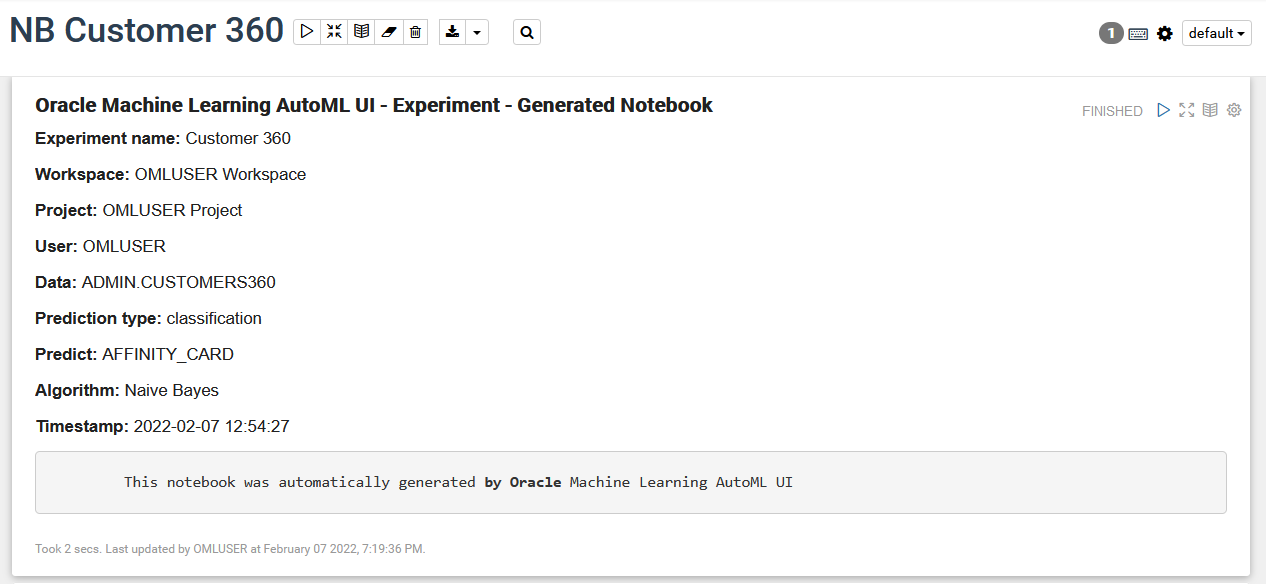 NB Customer 360
1
default
Oracle Machine Learning AutoML UI - Experiment - Generated Notebook
FINISHED
Experiment name: Customer 360
Workspace: OMLUSER Workspace
Project: OMLUSER Project
User: OMLUSER
Data: ADMIN.CUSTOMERS360
Prediction type: classification
Predict: AFFINITY_CARD
Algorithm: Naive Bayes
Timestamp: 2022-02-07 12:54:27
This notebook was automatically generated by Oracle Machine Learning AutoML UI
Took 2 secs. Last updated by OMLUSER at February 07 2022, 7:19:36 PM.